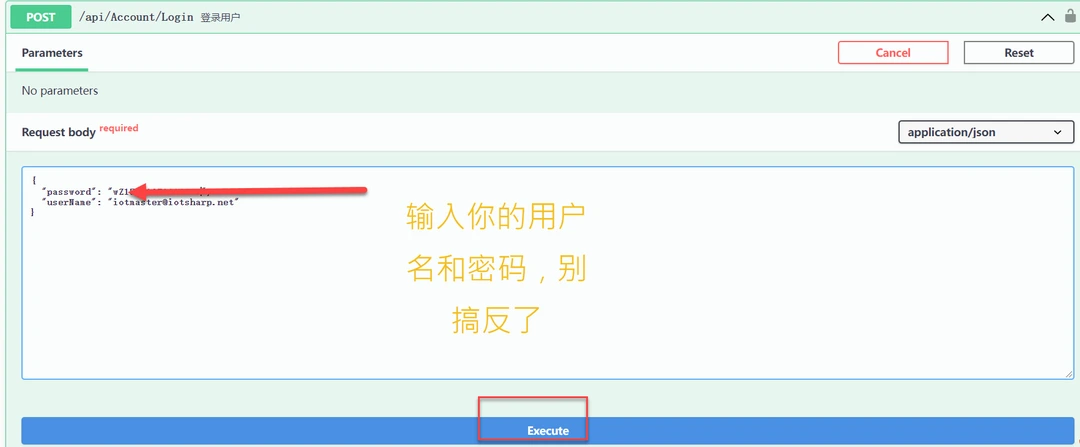 POST /api/Account/Login 登录用户
Parameters
Cancel
Reset
No parameters
Request body required
application/json
{
"password":
"userName": "iotmaster@iotsharp.net"
}
输入你的用户
名和密码，别
搞反了
Execute